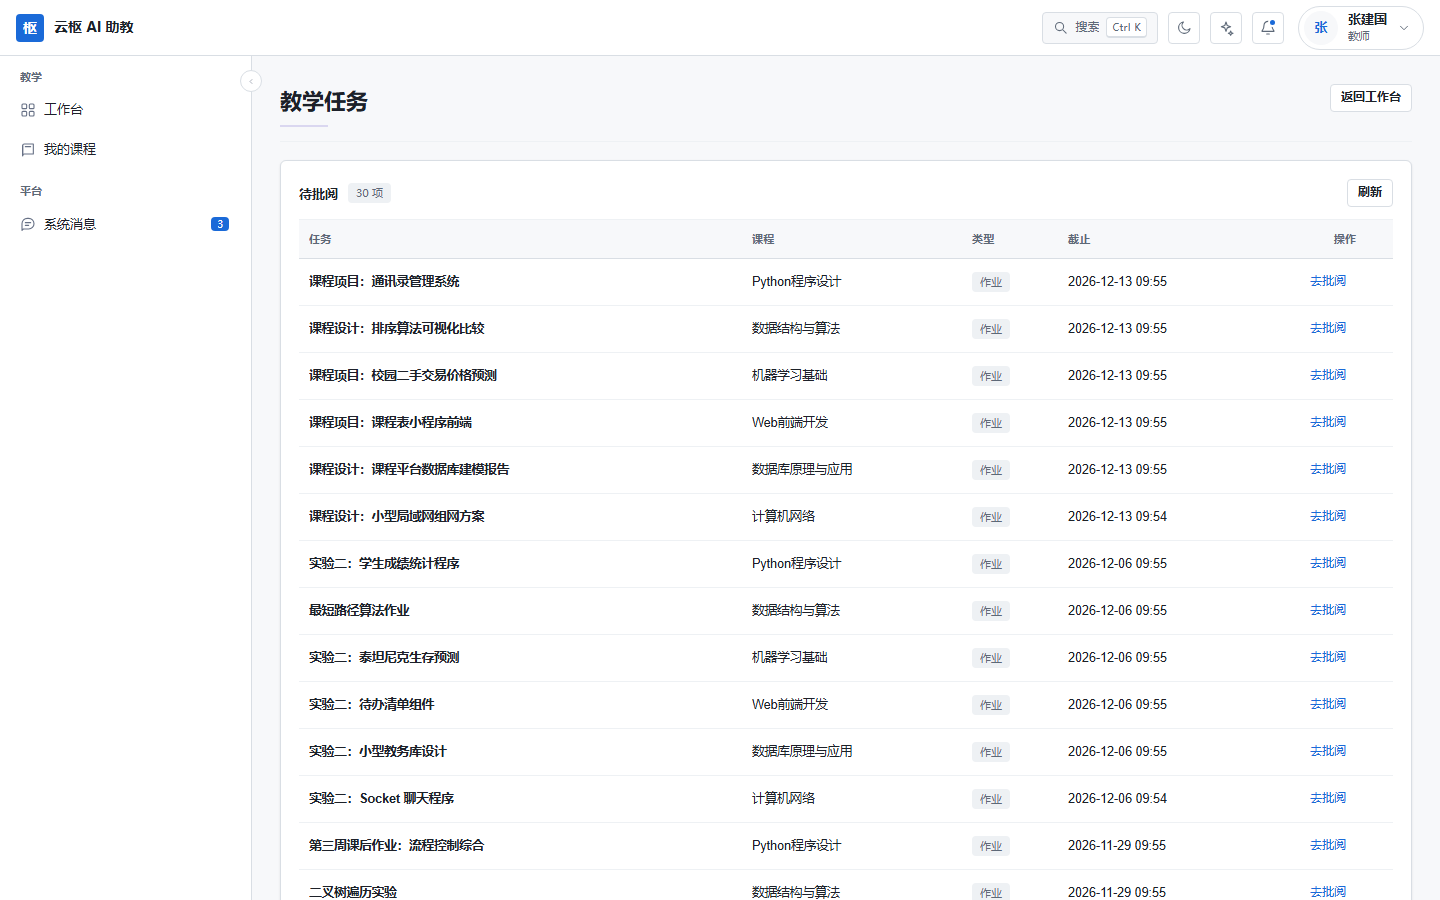 枢 云枢 AI 助教
搜索 Ctrl K
张 张建国
教师
教学
工作台
我的课程
平台
系统消息 3
教学任务
返回工作台
待批阅 30 项
刷新
任务 课程 类型 截止 操作
课程项目：通讯录管理系统 Python程序设计 作业 2026-12-13 09:55 去批阅
课程设计：排序算法可视化比较 数据结构与算法 作业 2026-12-13 09:55 去批阅
课程项目：校园二手交易价格预测 机器学习基础 作业 2026-12-13 09:55 去批阅
课程项目：课程表小程序前端 Web前端开发 作业 2026-12-13 09:55 去批阅
课程设计：课程平台数据库建模报告 数据库原理与应用 作业 2026-12-13 09:55 去批阅
课程设计：小型局域网组网方案 计算机网络 作业 2026-12-13 09:54 去批阅
实验二：学生成绩统计程序 Python程序设计 作业 2026-12-06 09:55 去批阅
最短路径算法作业 数据结构与算法 作业 2026-12-06 09:55 去批阅
实验二：泰坦尼克生存预测 机器学习基础 作业 2026-12-06 09:55 去批阅
实验二：待办清单组件 Web前端开发 作业 2026-12-06 09:55 去批阅
实验二：小型教务库设计 数据库原理与应用 作业 2026-12-06 09:55 去批阅
实验二：Socket 聊天程序 计算机网络 作业 2026-12-06 09:54 去批阅
第三周课后作业：流程控制综合 Python程序设计 作业 2026-11-29 09:55 去批阅
二叉树遍历实验 数据结构与算法 作业 2026-11-29 09:55 去批阅